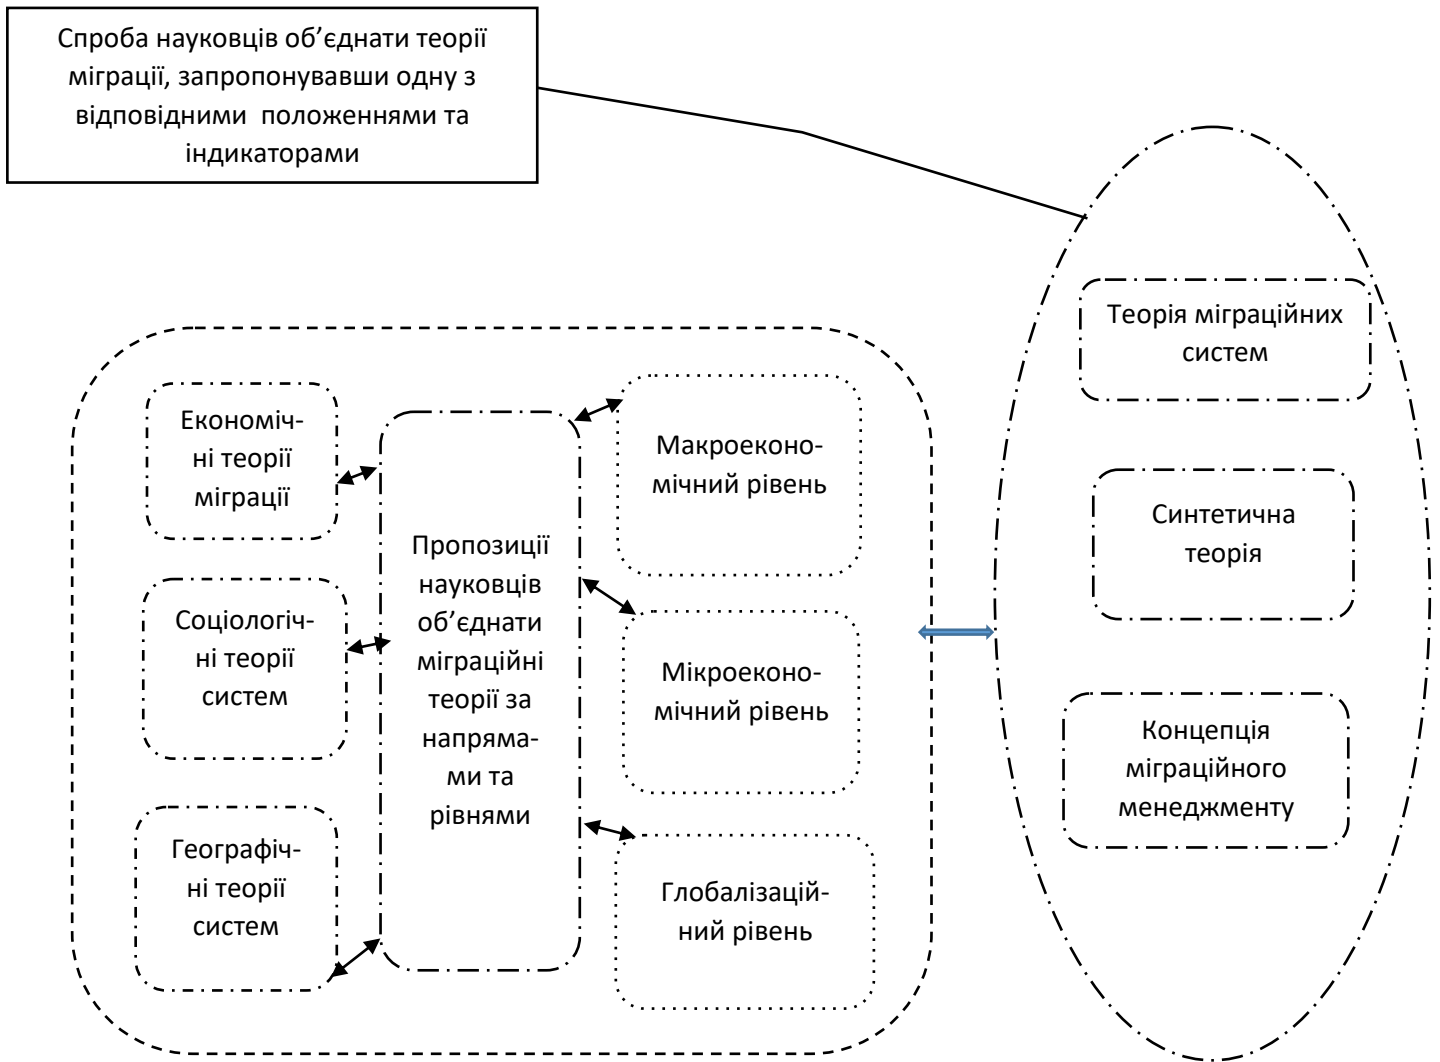 Спроба науковців об’єднати теорії
міграції, запропонувавши одну з
відповідними положеннями та
індикаторами
Економіч-
ні теорії
міграції
Соціологіч-
ні теорії
систем
Географіч-
ні теорії
систем
Пропозиції
науковців
об’єднати
міграційні
теорії за
напряма-
ми та
рівнями
Макроеконо-
мічний рівень
Мікроеконо-
мічний рівень
Глобалізацій-
ний рівень
Теорія міграційних
систем
Синтетична
теорія
Концепція
міграційного
менеджменту